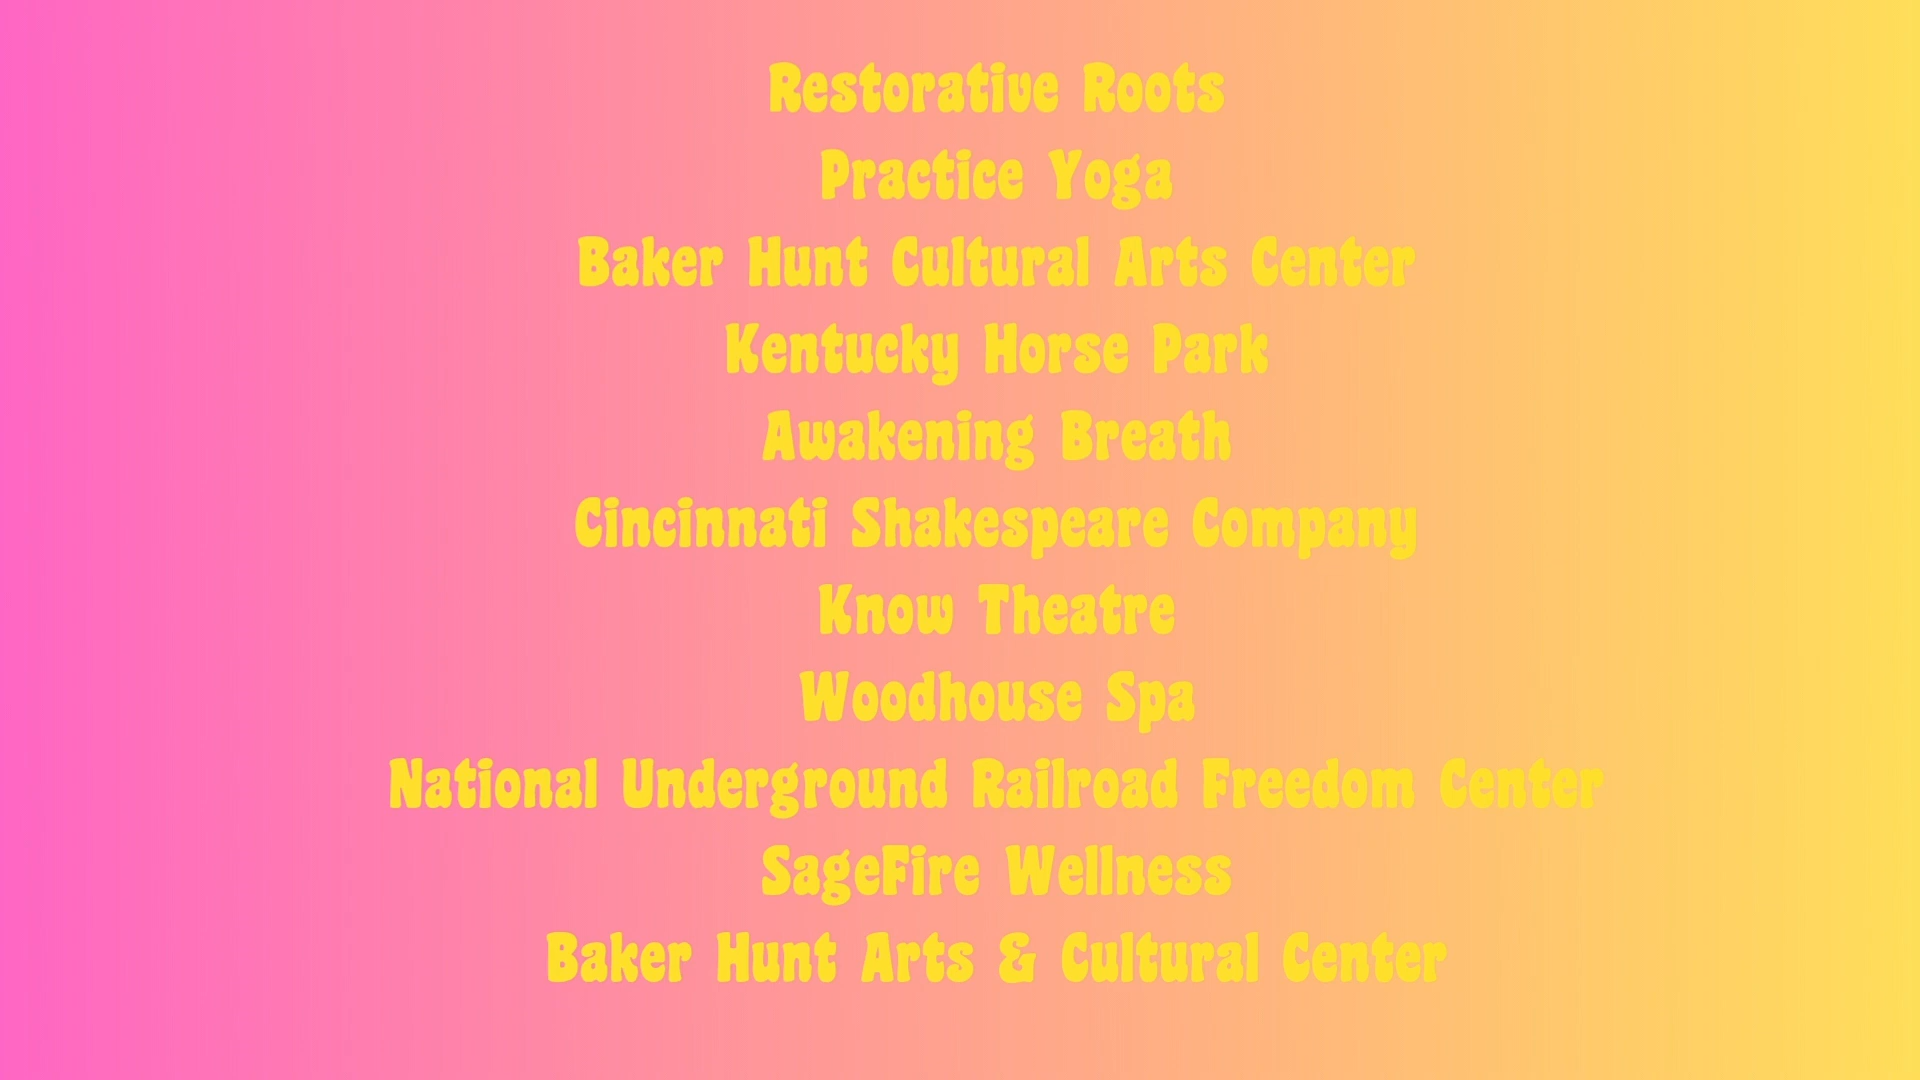 Restorative Roots
Practice Yoga
Baker Hunt Cultural Arts Center
Kentucky Horse Park
Awakening Breath
Cincinnati Shakespeare Company
Know Theatre
Woodhouse Spa
National Underground Railroad Freedom Center
SageFire Wellness
Baker Hunt Arts & Cultural Center